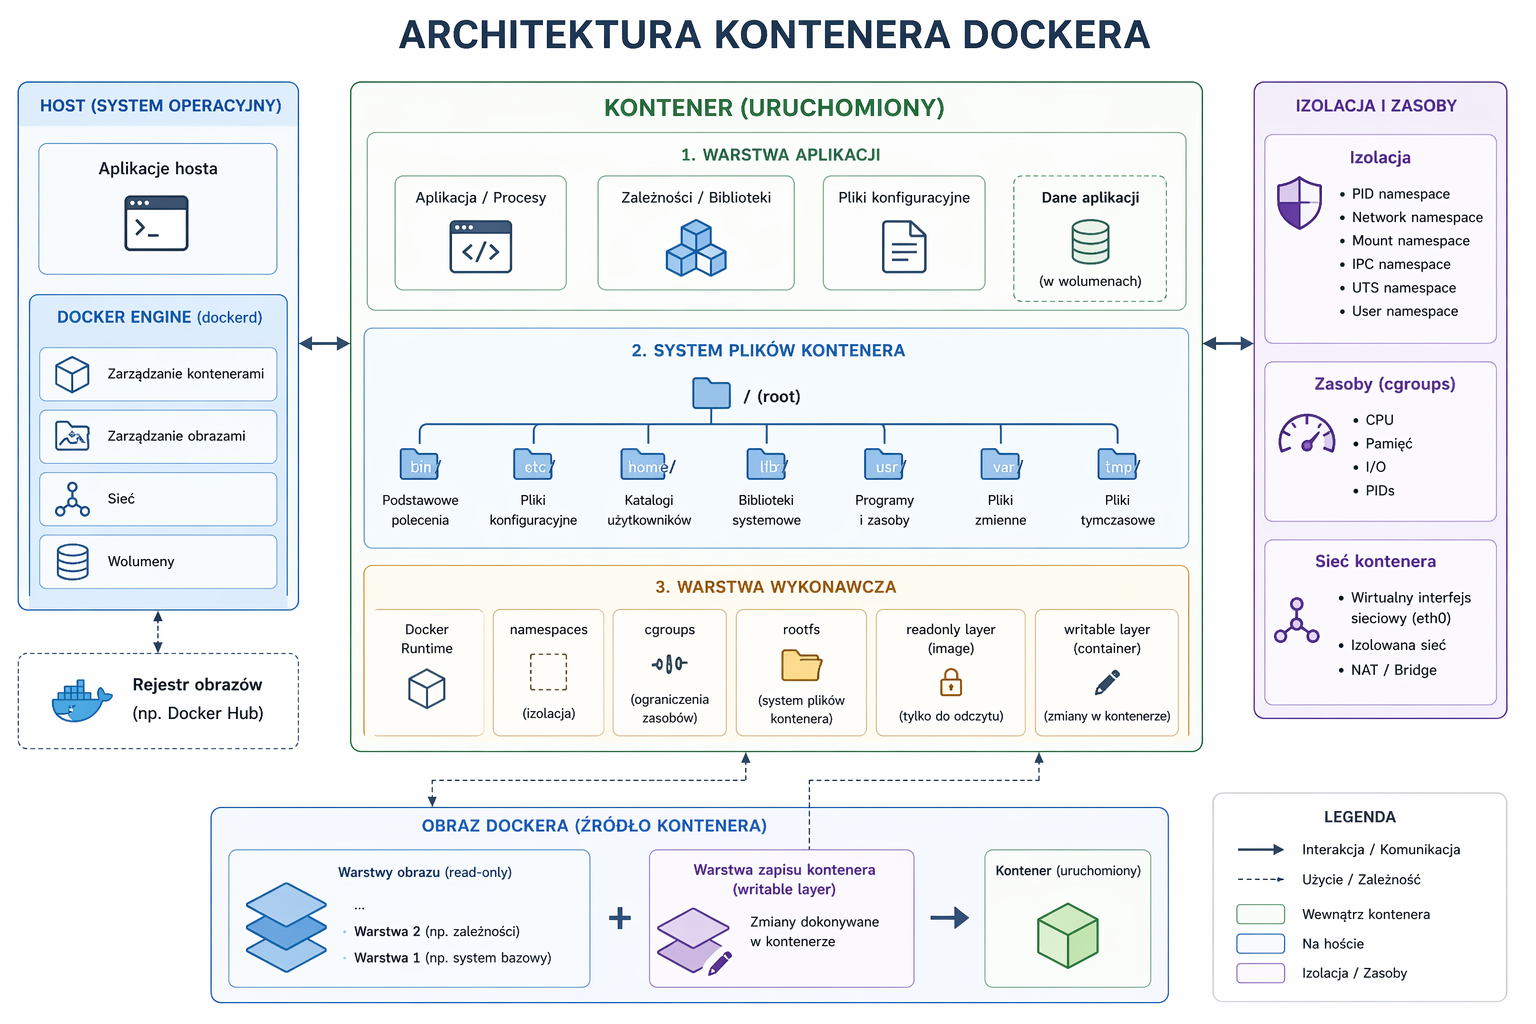 ARCHITEKTURA KONTENERA DOCKERA
HOST (SYSTEM OPERACYJNY)
Aplikacje hosta
DOCKER ENGINE (dockerd)
Zarządzanie kontenerami
Zarządzanie obrazami
Sieć
Wolumeny
Rejestr obrazów
(np. Docker Hub)
KONTENER (URUCHOMIONY)
1. WARSTWA APLIKACJI
Aplikacja / Procesy
</>
Zależności / Biblioteki
Pliki konfiguracyjne
Dane aplikacji
(w wolumenach)
2. SYSTEM PLIKÓW KONTENERA
/ (root)
bin/
Podstawowe
polecenia
etc/
Pliki
konfiguracyjne
home/
Katalogi
użytkowników
lib/
Biblioteki
systemowe
usr/
Programy
i zasoby
var/
Pliki
zmienne
tmp/
Pliki
tymczasowe
3. WARSTWA WYKONAWCZA
Docker
Runtime
namespaces
(izolacja)
cgroups
(ograniczenia
zasobów)
rootfs
(system plików
kontenera)
readonly layer
(image)
(tylko do odczytu)
writable layer
(container)
(zmiany w kontenerze)
IZOLACJA I ZASOBY
Izolacja
• PID namespace
• Network namespace
• Mount namespace
• IPC namespace
• UTS namespace
• User namespace
Zasoby (cgroups)
• CPU
• Pamięć
• I/O
• PIDs
Sieć kontenera
• Wirtualny interfejs
sieciowy (eth0)
• Izolowana sieć
• NAT / Bridge
OBRAZ DOCKERA (ŹRÓDŁO KONTENERA)
Warstwy obrazu (read-only)
...
• Warstwa 2 (np. zależności)
• Warstwa 1 (np. system bazowy)
+
Warstwa zapisu kontenera
(writable layer)
Zmiany dokonywane
w kontenerze
Kontener (uruchomiony)
LEGENDA
Interakcja / Komunikacja
Użycie / Zależność
Wewnątrz kontenera
Na hoście
Izolacja / Zasoby